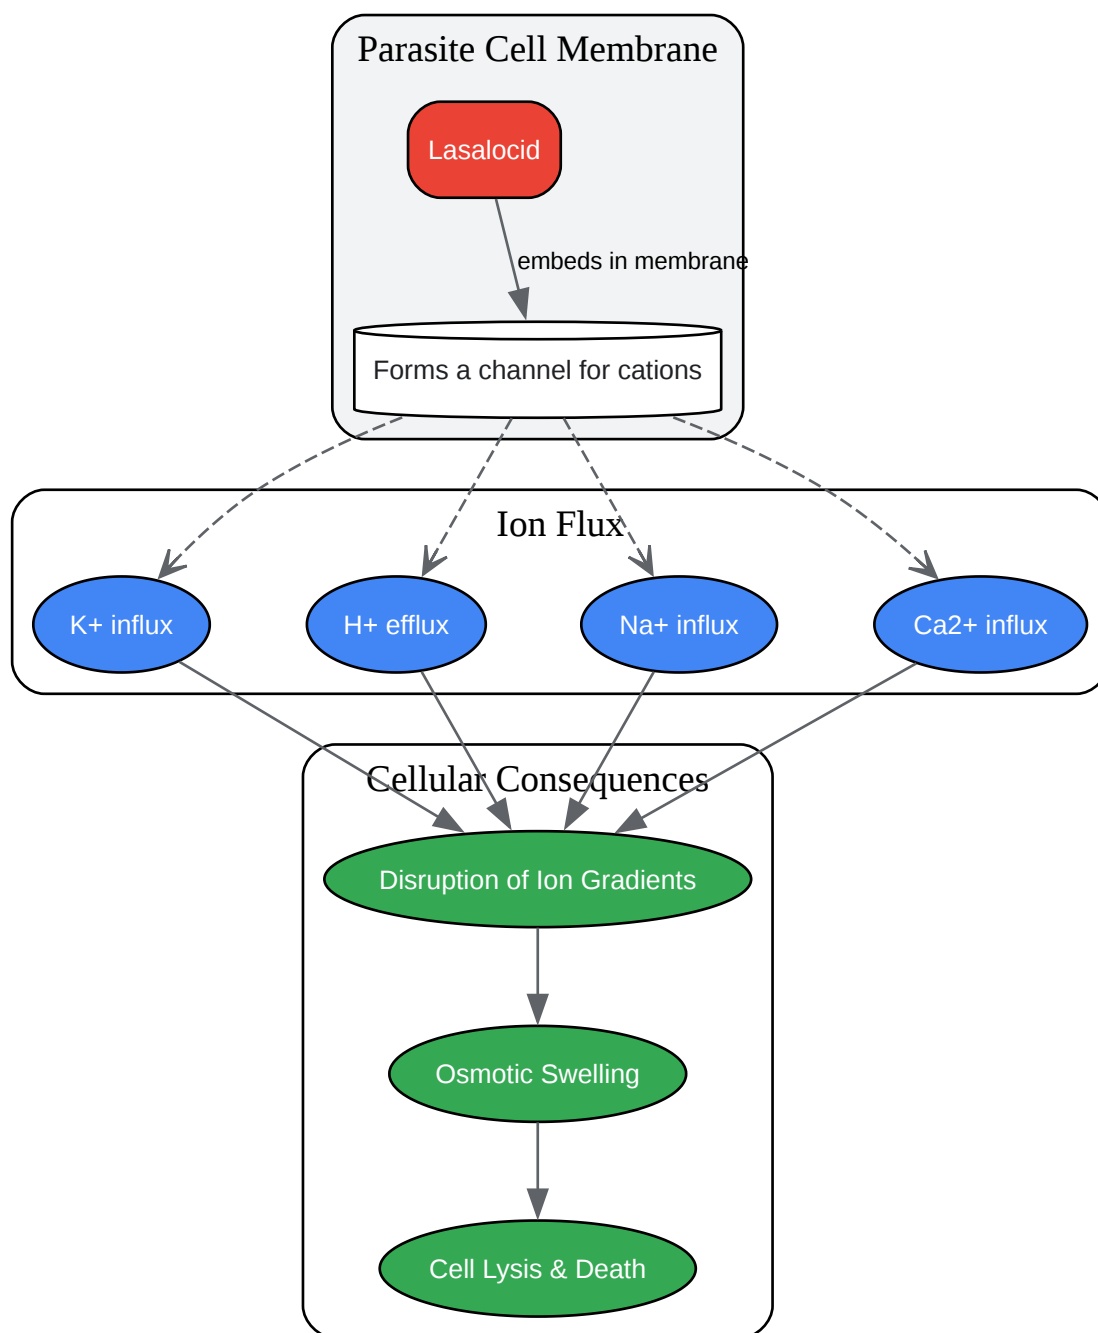 Parasite Cell Membrane
Lasalocid
embeds in membrane
Forms a channel for cations
Ion Flux
K+ influx
H+ efflux
Na+ influx
Ca2+ influx
Cellular Consequences
Disruption of Ion Gradients
Osmotic Swelling
Cell Lysis & Death